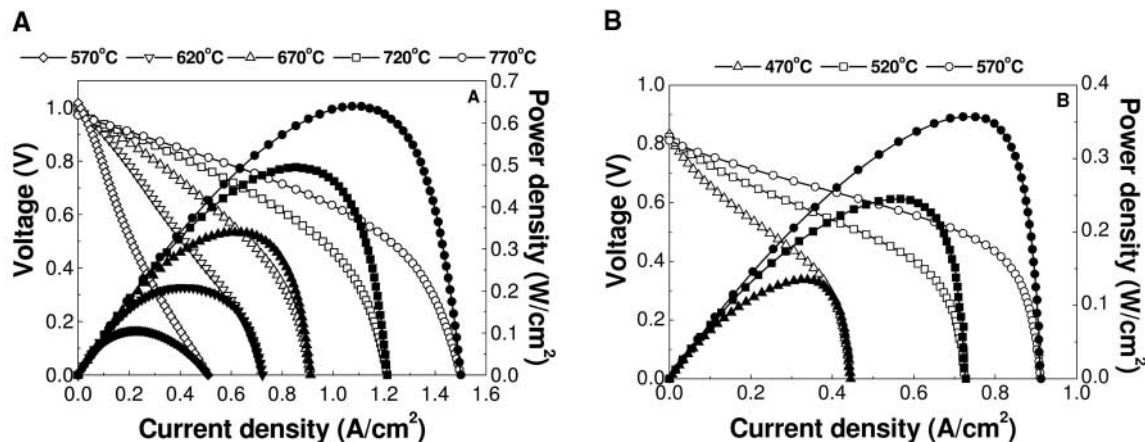 A
570°C 620°C 670°C 720°C 770°C
A
1.0
0.8
0.6
0.4
0.2
0.0
Voltage (V)
0.7
0.6
0.5
0.4
0.3
0.2
0.1
0.0
Power density (W/cm²)
0.0 0.2 0.4 0.6 0.8 1.0 1.2 1.4 1.6
Current density (A/cm²)
B
470°C 520°C 570°C
B
1.0
0.8
0.6
0.4
0.2
0.0
Voltage (V)
0.4
0.3
0.2
0.1
0.0
Power density (W/cm²)
0.0 0.2 0.4 0.6 0.8 1.0
Current density (A/cm²)